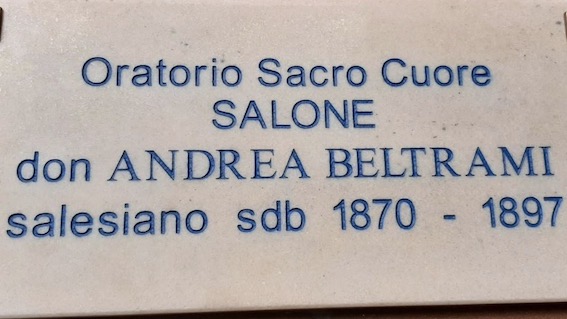 Oratorio Sacro Cuore
SALONE
don ANDREA BELTRAMI
salesiano sdb 1870 - 1897